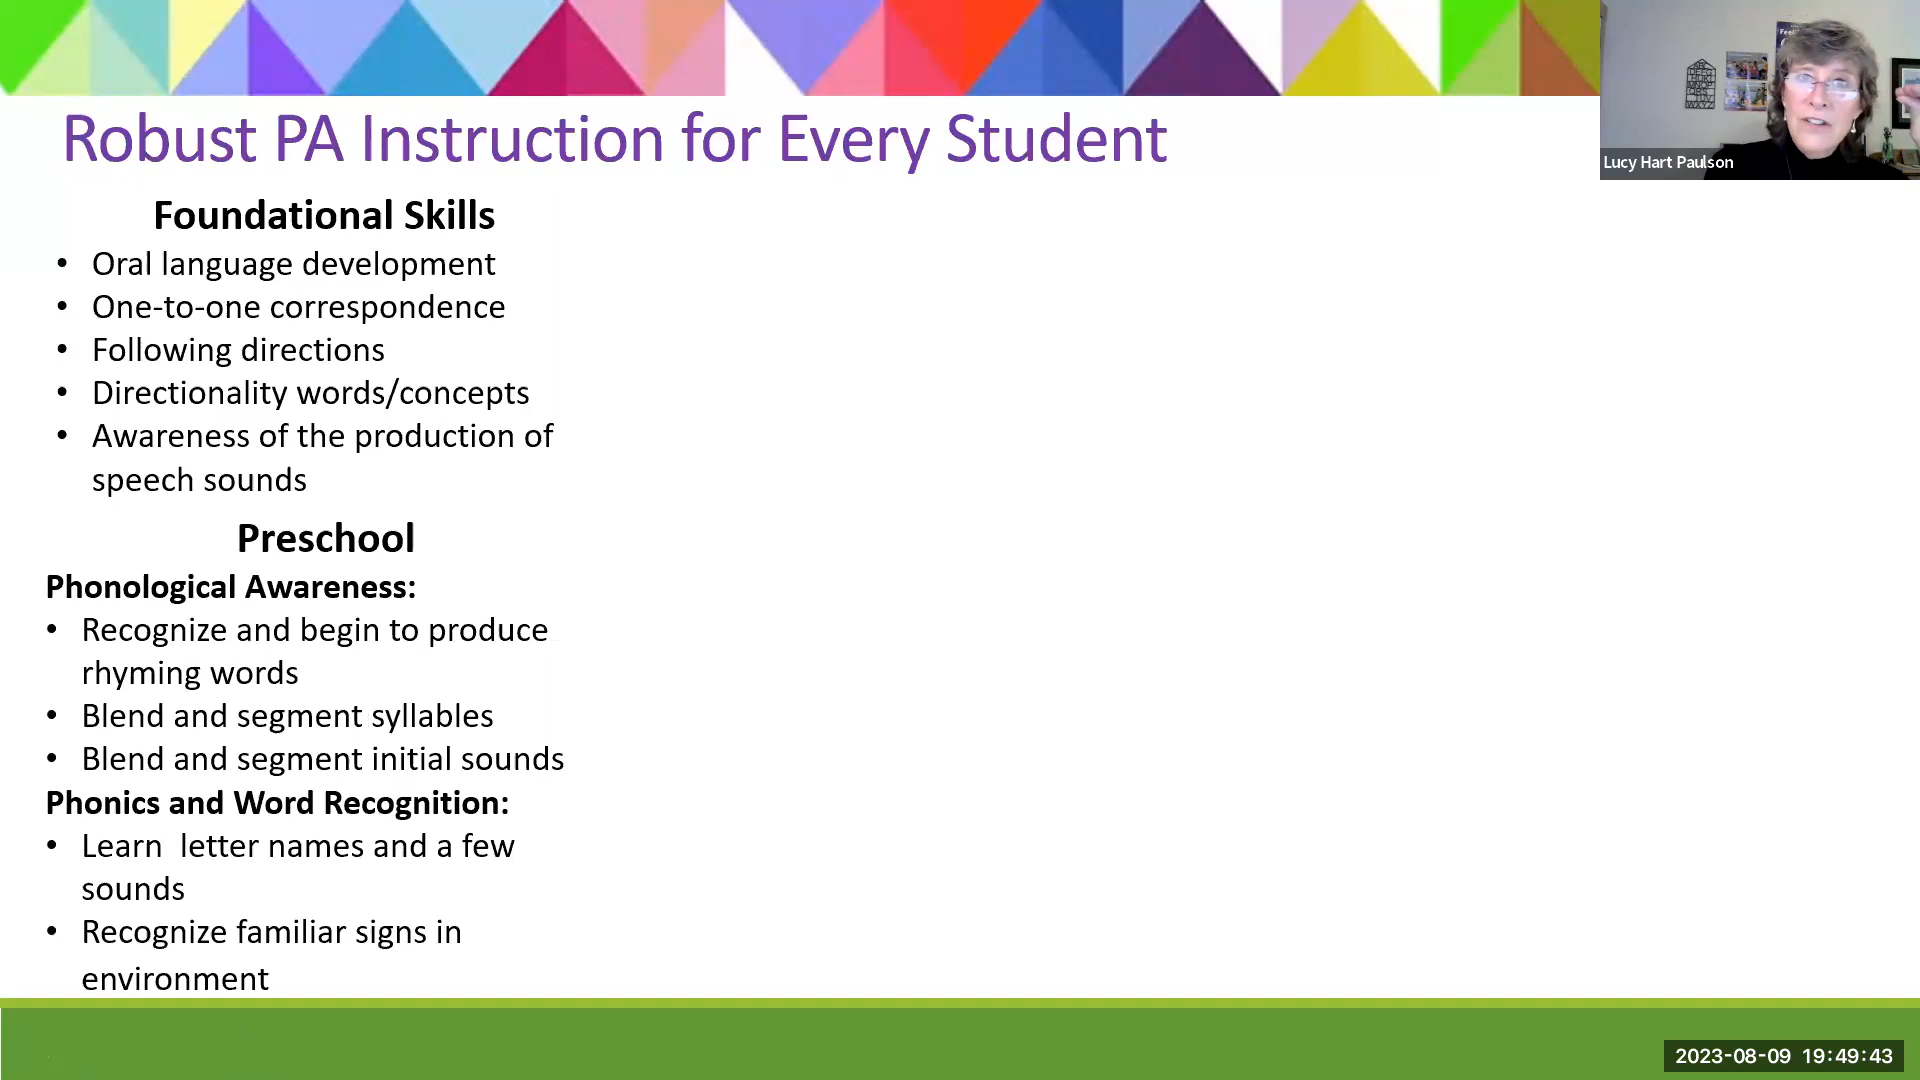 Robust PA Instruction for Every Student
Lucy Hart Paulson
Foundational Skills
• Oral language development
• One-to-one correspondence
• Following directions
• Directionality words/concepts
• Awareness of the production of
speech sounds
Preschool
Phonological Awareness:
• Recognize and begin to produce
rhyming words
• Blend and segment syllables
• Blend and segment initial sounds
Phonics and Word Recognition:
• Learn  letter names and a few
sounds
• Recognize familiar signs in
environment
2023-08-09 19:49:43